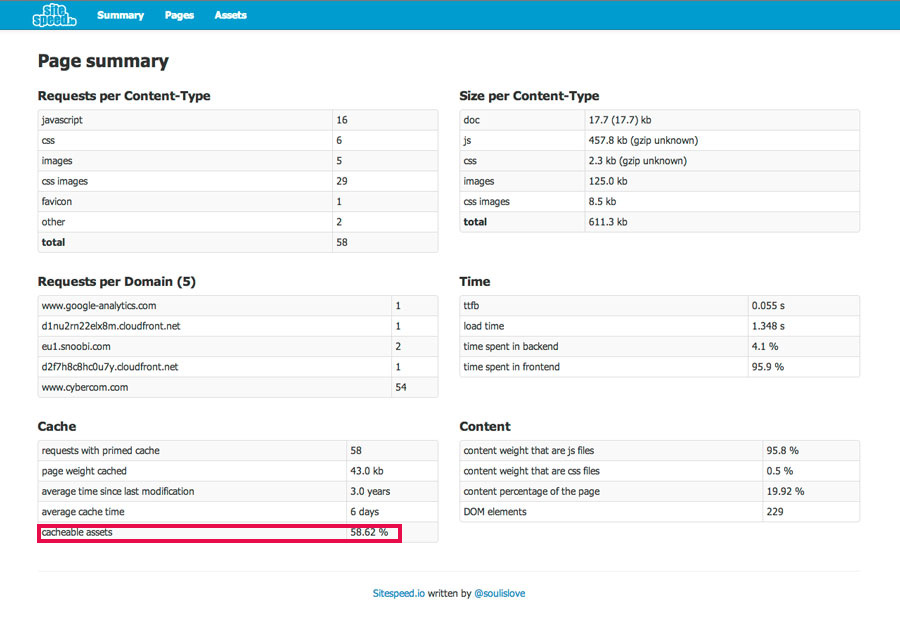 site speed.io Summary Pages Assets
Page summary
Requests per Content-Type
javascript 16
css 6
images 5
css images 29
favicon 1
other 2
total 58
Size per Content-Type
doc 17.7 (17.7) kb
js 457.8 kb (gzip unknown)
css 2.3 kb (gzip unknown)
images 125.0 kb
css images 8.5 kb
total 611.3 kb
Requests per Domain (5)
www.google-analytics.com 1
d1nu2rn22elx8m.cloudfront.net 1
eu1.snoobi.com 2
d2f7h8c8hc0u7y.cloudfront.net 1
www.cybercom.com 54
Time
ttfb 0.055 s
load time 1.348 s
time spent in backend 4.1 %
time spent in frontend 95.9 %
Cache
requests with primed cache 58
page weight cached 43.0 kb
average time since last modification 3.0 years
average cache time 6 days
cacheable assets 58.62 %
Content
content weight that are js files 95.8 %
content weight that are css files 0.5 %
content percentage of the page 19.92 %
DOM elements 229
Sitespeed.io written by @soulislove